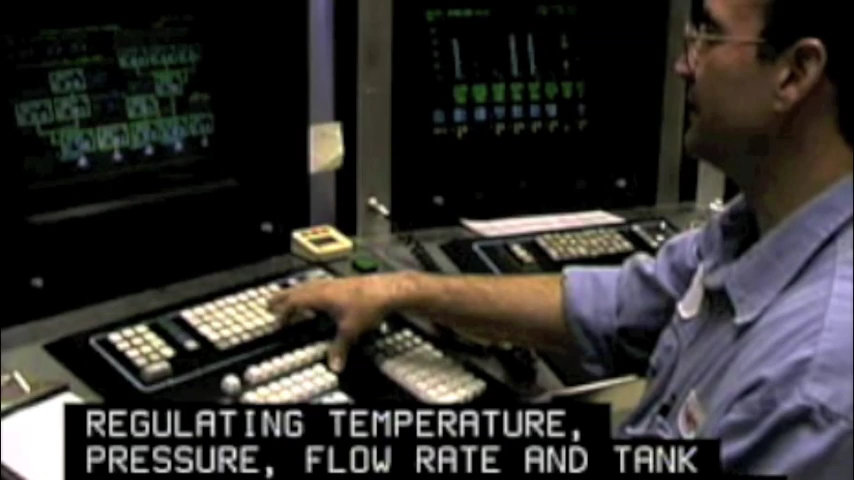 REGULATING TEMPERATURE,
PRESSURE, FLOW RATE AND TANK